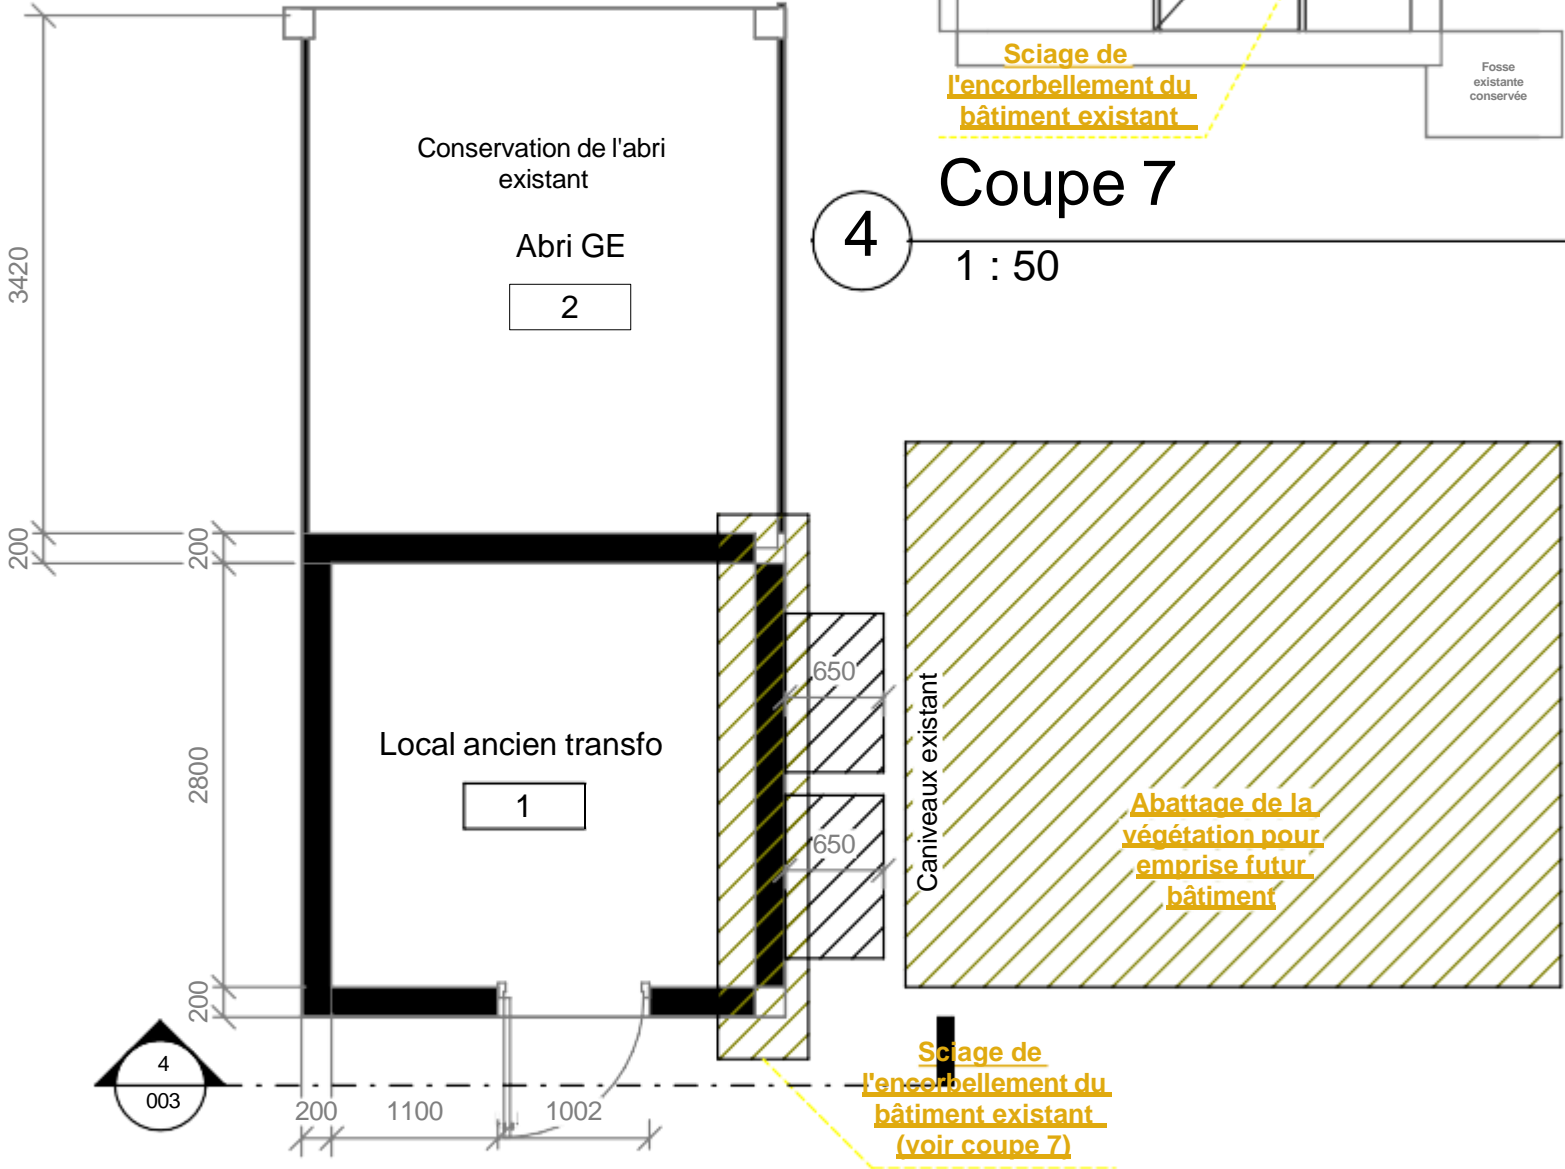 Sciage de
l'encorbellement du
bâtiment existant
Fosse
existante
conservée
Coupe 7
4
1 : 50
Conservation de l'abri
existant
Abri GE
2
3420
200
200
650
Caniveaux existant
Local ancien transfo
1
2800
650
Abattage de la
végétation pour
emprise futur
bâtiment
200
4
003
200
1100
1002
Sciage de
l'encorbellement du
bâtiment existant
(voir coupe 7)